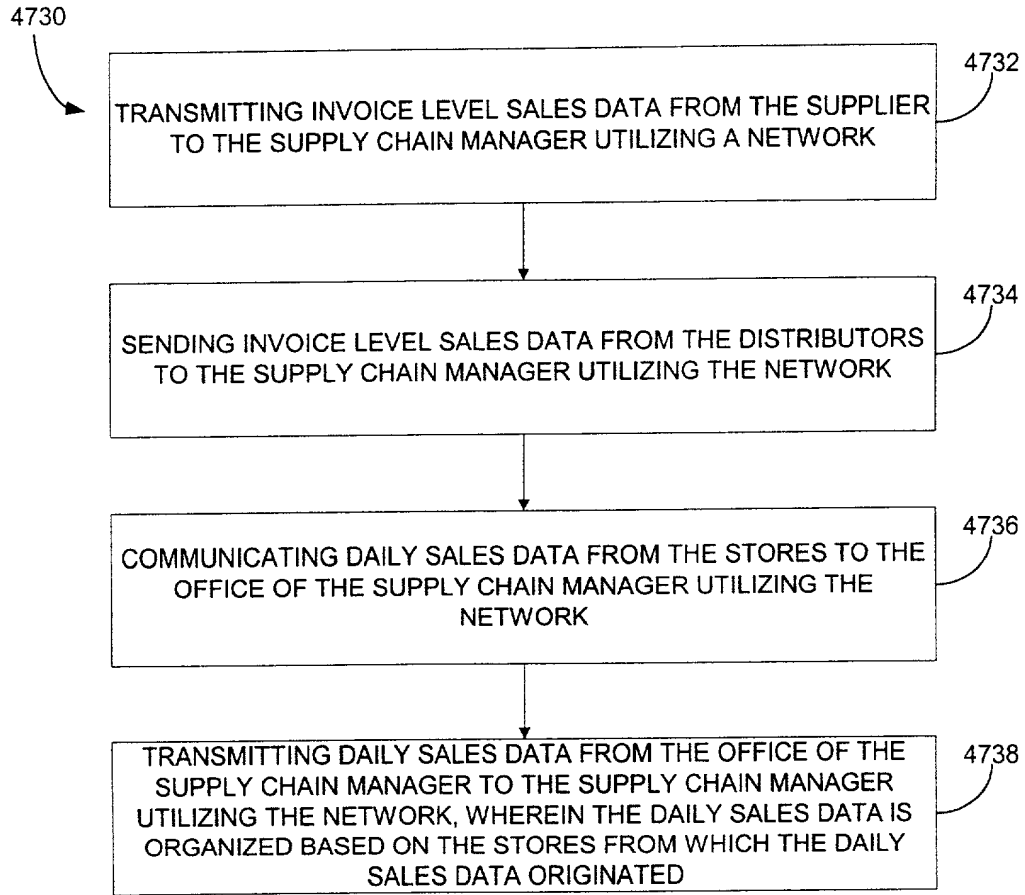 4730
4732
TRANSMITTING INVOICE LEVEL SALES DATA FROM THE SUPPLIER
TO THE SUPPLY CHAIN MANAGER UTILIZING A NETWORK
4734
SENDING INVOICE LEVEL SALES DATA FROM THE DISTRIBUTORS
TO THE SUPPLY CHAIN MANAGER UTILIZING THE NETWORK
4736
COMMUNICATING DAILY SALES DATA FROM THE STORES TO THE
OFFICE OF THE SUPPLY CHAIN MANAGER UTILIZING THE
NETWORK
4738
TRANSMITTING DAILY SALES DATA FROM THE OFFICE OF THE
SUPPLY CHAIN MANAGER TO THE SUPPLY CHAIN MANAGER
UTILIZING THE NETWORK, WHEREIN THE DAILY SALES DATA IS
ORGANIZED BASED ON THE STORES FROM WHICH THE DAILY
SALES DATA ORIGINATED